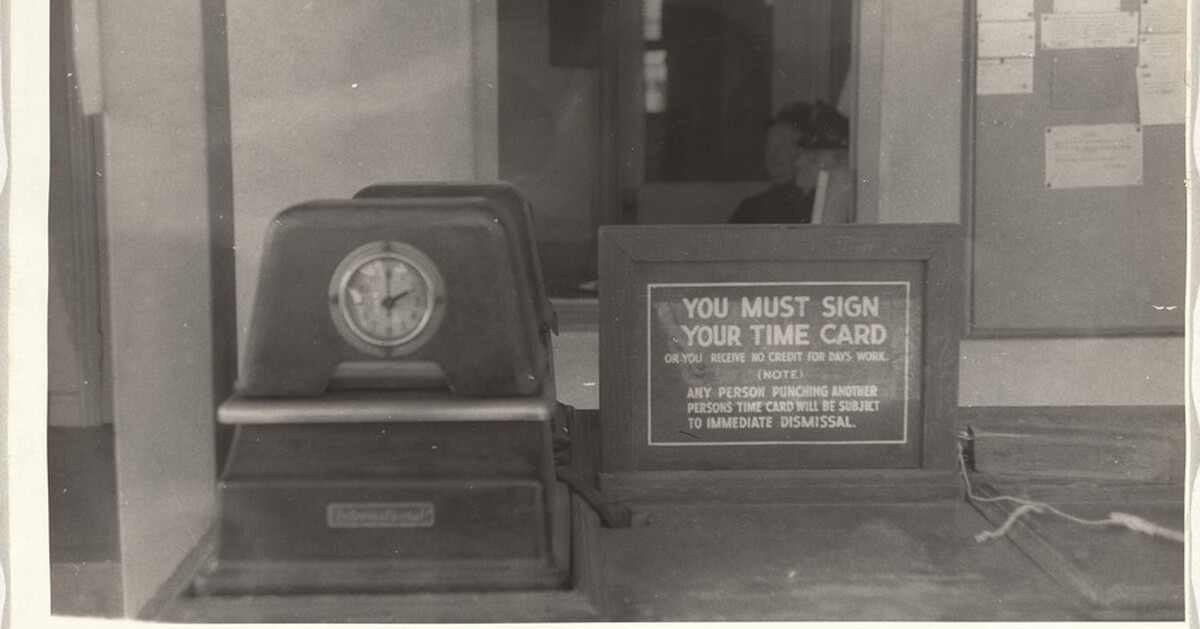 International
YOU MUST SIGN
YOUR TIME CARD
OR YOU RECEIVE NO CREDIT FOR DAYS WORK.
(NOTE)
ANY PERSON PUNCHING ANOTHER
PERSONS TIME CARD WILL BE SUBJECT
TO IMMEDIATE DISMISSAL.